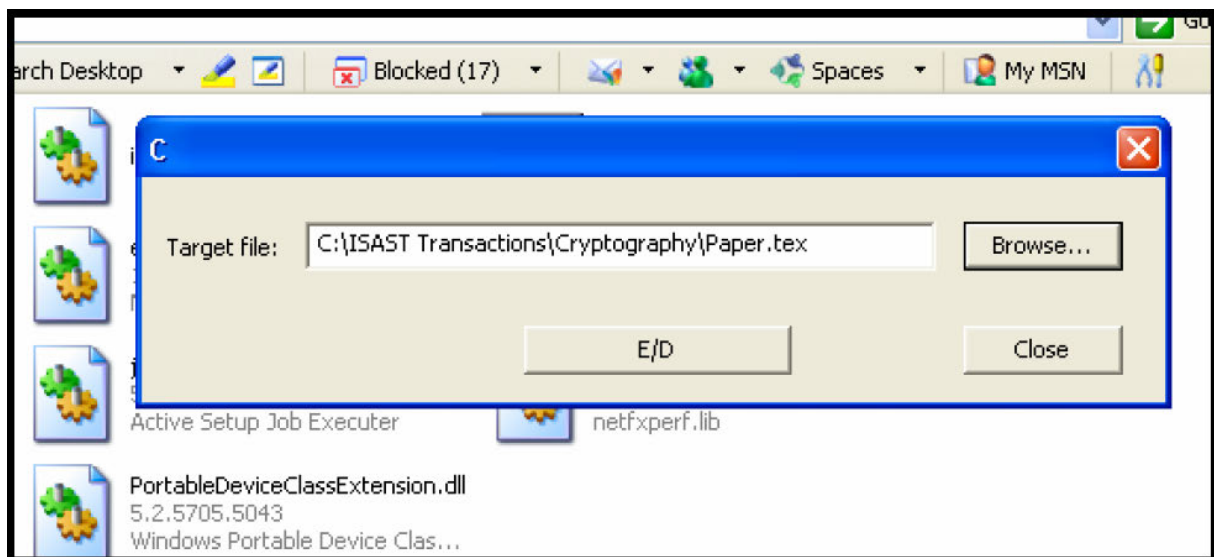 Go
arch Desktop Blocked (17) Spaces My MSN
C
Target file: C:\ISAST Transactions\Cryptography\Paper.tex Browse...
E/D Close
Active Setup Job Executer netfxperf.lib
PortableDeviceClassExtension.dll
5.2.5705.5043
Windows Portable Device Clas...